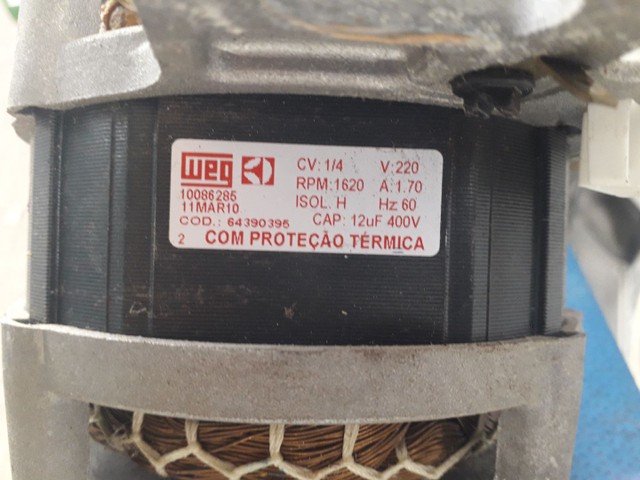 WEG
CV: 1/4 V: 220
10086285 RPM:1620 A: 1.70
11MAR10 ISOL. H Hz: 60
COD.: 64390395 CAP: 12uF 400V
2 COM PROTEÇÃO TÉRMICA